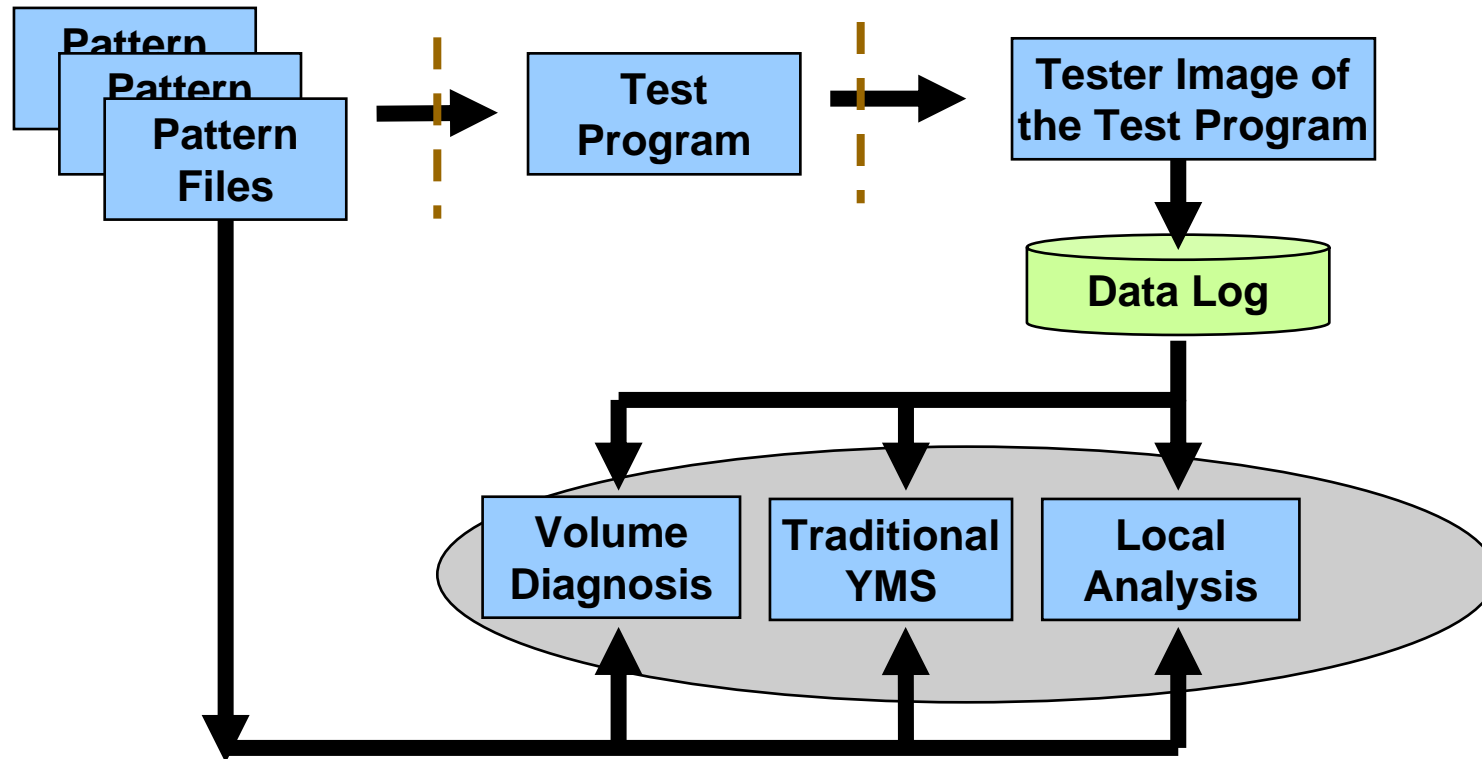 Pattern
Pattern
Pattern
Files
Test
Program
Tester Image of
the Test Program
Data Log
Volume
Diagnosis
Traditional
YMS
Local
Analysis